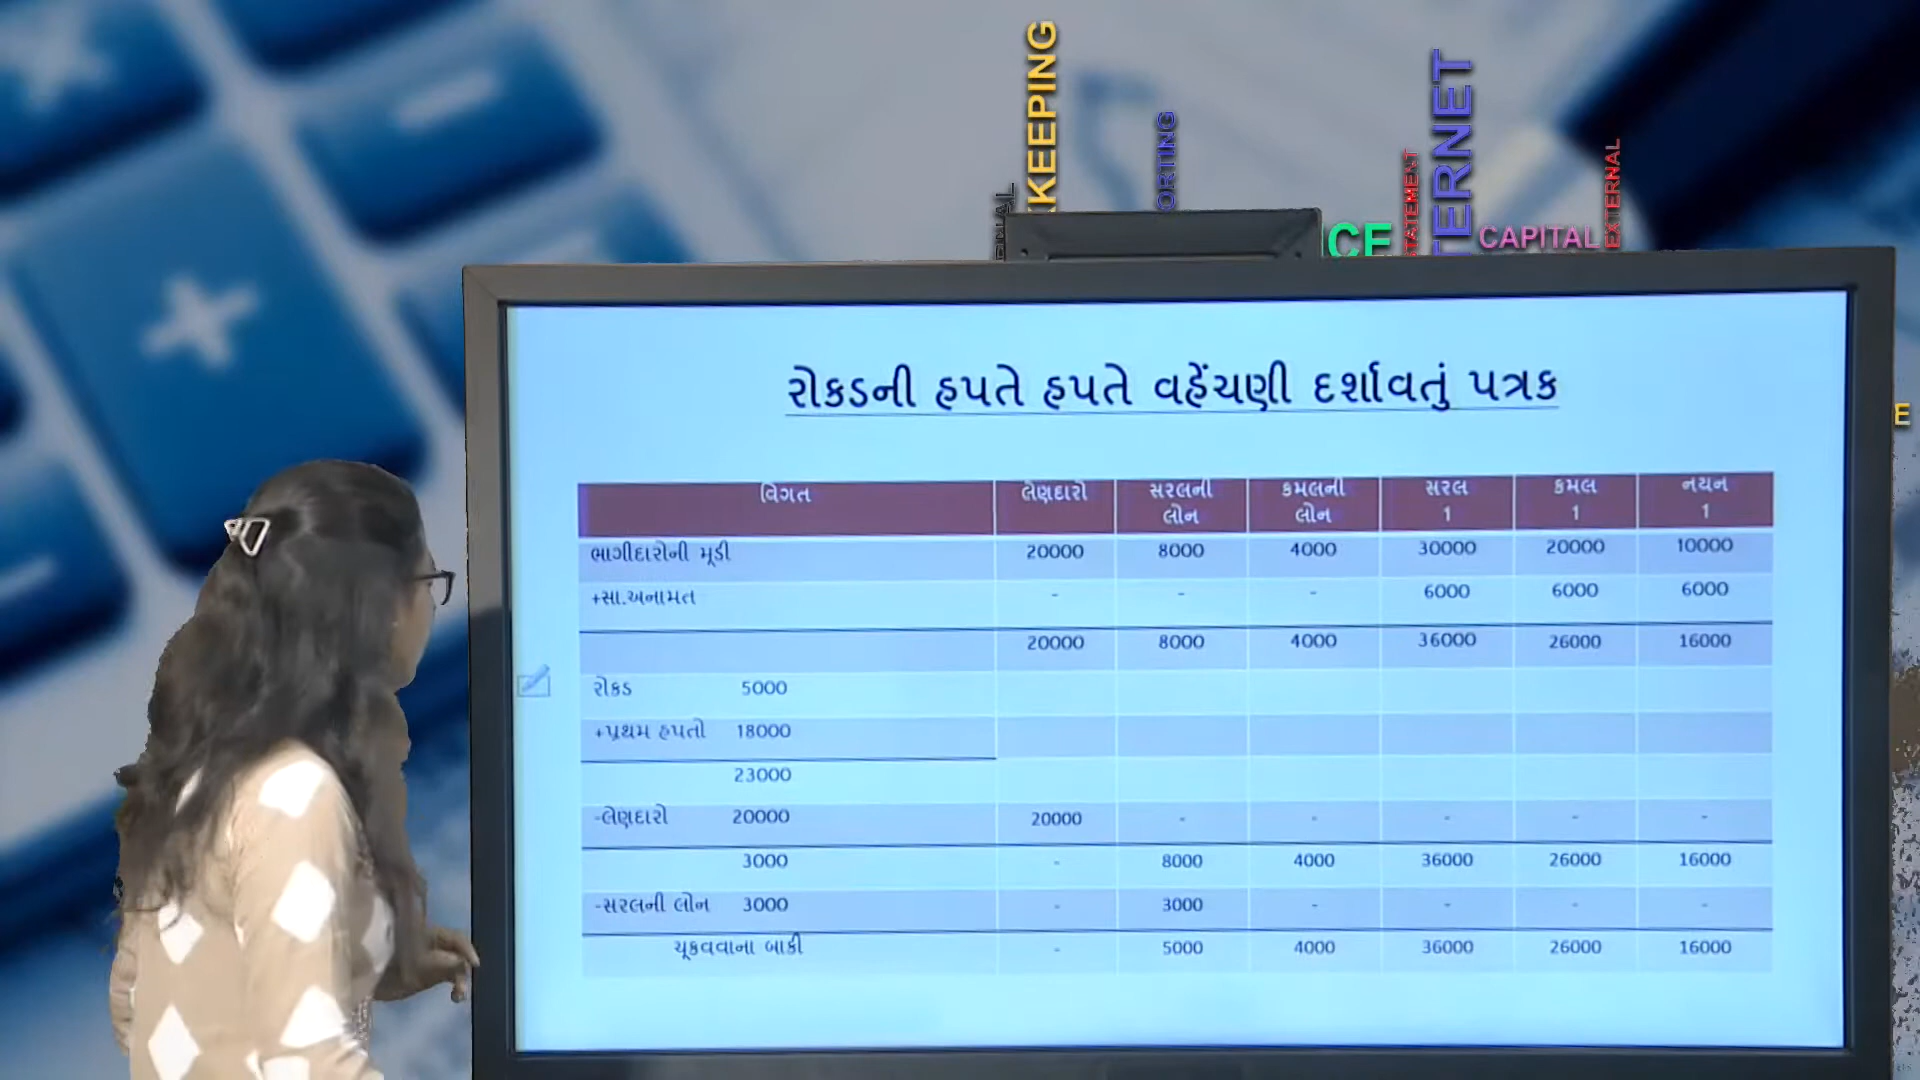 KEEPING
ORTING
CE
STATEMENT
TERNET
CAPITAL
EXTERNAL
E
રોકડની હપતે હપતે વહેંચણી દર્શાવતું પત્રક
વિગત લેણદારો સરલની લોન કમલની લોન સરલ 1 કમલ 1 નયન 1
ભાગીદારોની મૂડી 20000 8000 4000 30000 20000 10000
+સા.અનામત - - - 6000 6000 6000
20000 8000 4000 36000 26000 16000
રોકડ 5000
+પ્રથમ હપતો 18000
23000
-લેણદારો 20000 20000 - - - - -
3000 - 8000 4000 36000 26000 16000
-સરલની લોન 3000 - 3000 - - - -
ચૂકવવાના બાકી - 5000 4000 36000 26000 16000